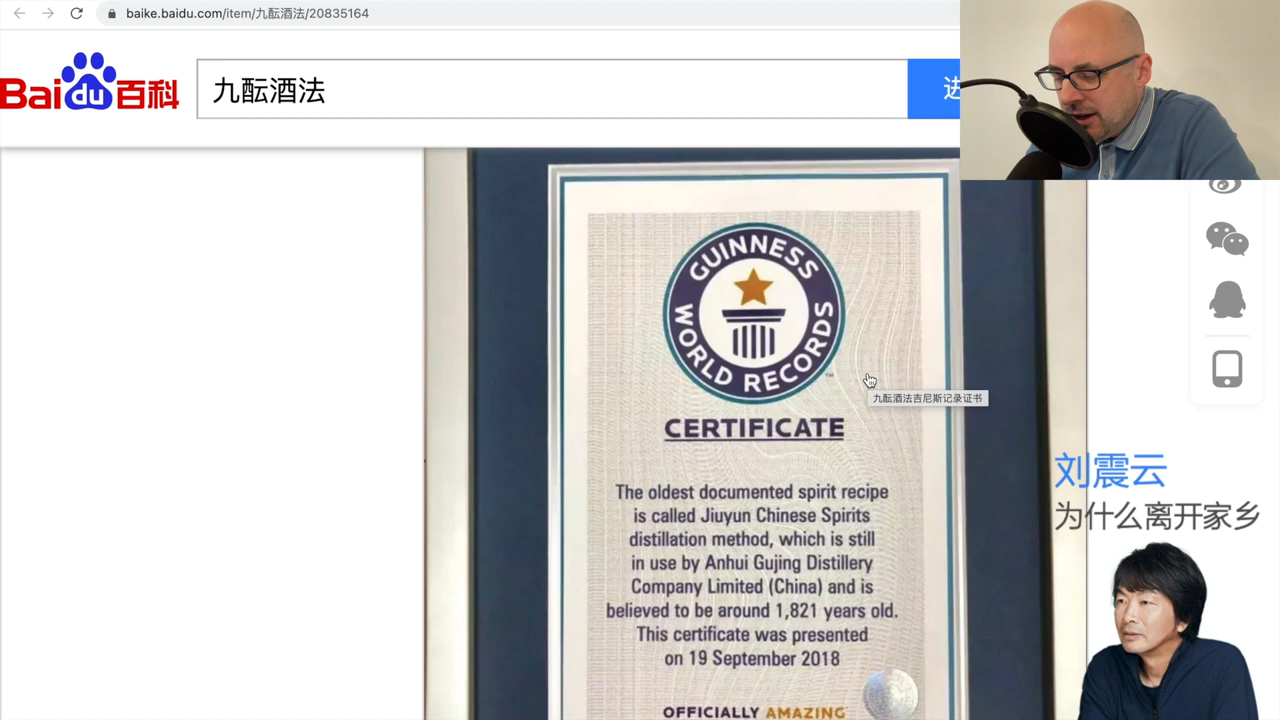 baike.baidu.com/item/九酝酒法/20835164
Bai du 百科
九酝酒法
GUINNESS
WORLD RECORDS
™
CERTIFICATE
九酝酒法吉尼斯记录证书
The oldest documented spirit recipe
is called Jiuyun Chinese Spirits
distillation method, which is still
in use by Anhui Gujing Distillery
Company Limited (China) and is
believed to be around 1,821 years old.
This certificate was presented
on 19 September 2018
OFFICIALLY AMAZING
刘震云
为什么离开家乡